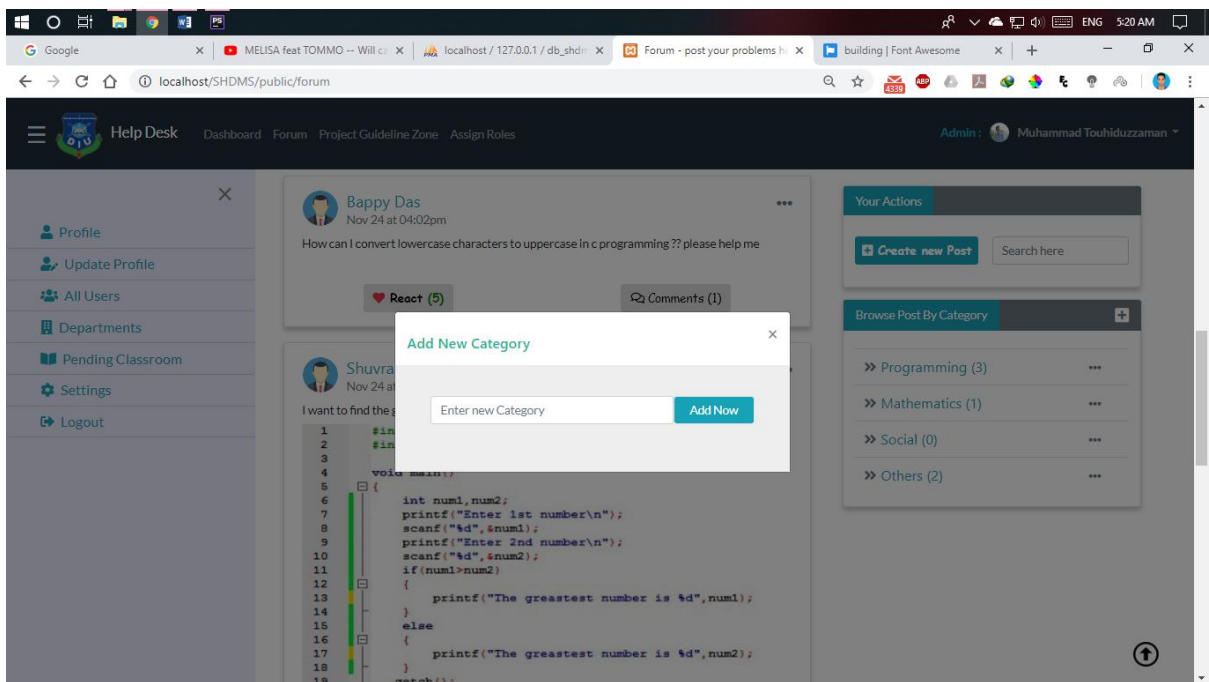 ENG 5:20 AM
Google
MELISA feat TOMMO -- Will ca
localhost / 127.0.0.1 / db_shdm
Forum - post your problems h
building | Font Awesome
localhost/SHDMS/public/forum
4339
ABP
DIU
Help Desk Dashboard Forum Project Guideline Zone Assign Roles
Admin : Muhammad Touhiduzzaman
Profile
Update Profile
All Users
Departments
Pending Classroom
Settings
Logout
Bappy Das
Nov 24 at 04:02pm
How can I convert lowercase characters to uppercase in c programming ?? please help me
React (5)
Comments (1)
Shuvra
Nov 24 at
I want to find the g
1 #in
2 #in
3
4 void main()
5 {
6 int num1,num2;
7 printf("Enter 1st number\n");
8 scanf("%d",&num1);
9 printf("Enter 2nd number\n");
10 scanf("%d",&num2);
11 if(num1>num2)
12 {
13 printf("The greastest number is %d",num1);
14 }
15 else
16 {
17 printf("The greastest number is %d",num2);
18 }
19 getch();
Add New Category
×
Enter new Category
Add Now
Your Actions
Create new Post
Search here
Browse Post By Category
Programming (3)
Mathematics (1)
Social (0)
Others (2)